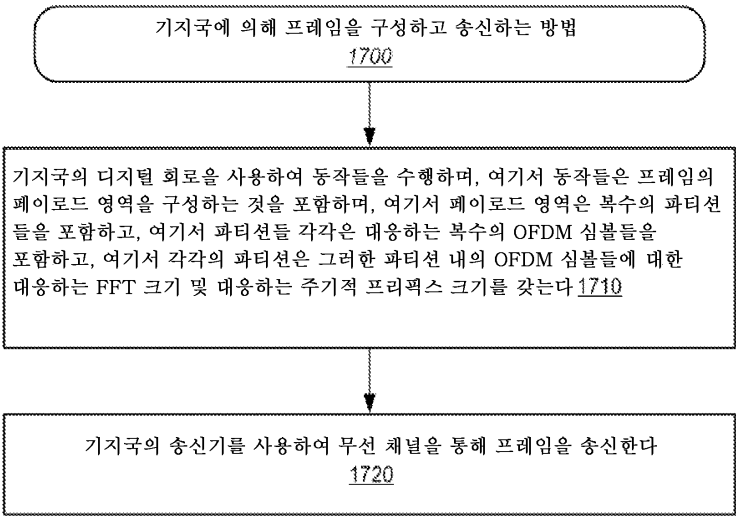 기지국에 의해 프레임을 구성하고 송신하는 방법
1700
기지국의 디지털 회로을 사용하여 동작들을 수행하며, 여기서 동작들은 프레임의
페이로드 영역을 구성하는 것을 포함하며, 여기서 페이로드 영역은 복수의 파티션
들을 포함하고, 여기서 파티션들 각각은 대응하는 복수의 OFDM 심볼들을
포함하고, 여기서 각각의 파티션은 그러한 파티션 내의 OFDM 심볼들에 대한
대응하는 FFT 크기 및 대응하는 주기적 프리픽스 크기를 갖는다 1710
기지국의 송신기를 사용하여 무선 채널을 통해 프레임을 송신한다
1720